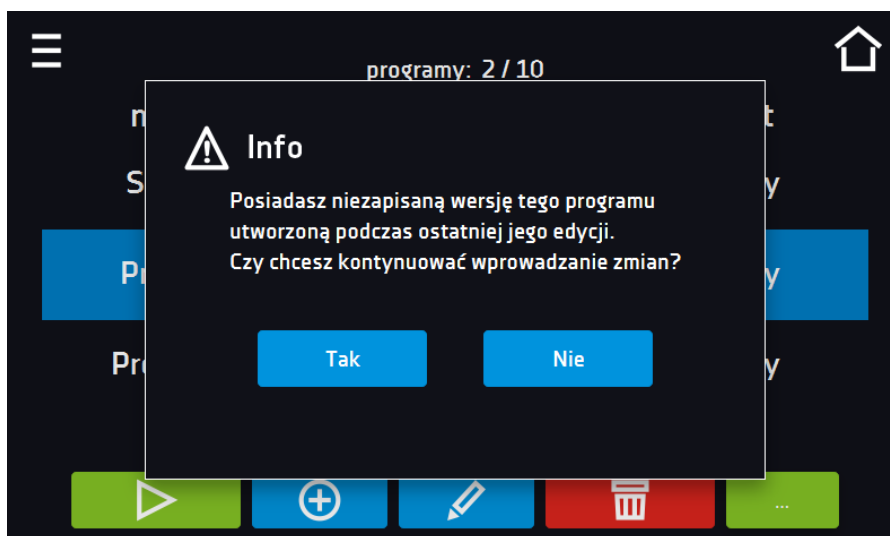 programy: 2 / 10
Info
Posiadasz niezapisaną wersję tego programu
utworzoną podczas ostatniej jego edycji.
Czy chcesz kontynuować wprowadzanie zmian?
Tak
Nie
...